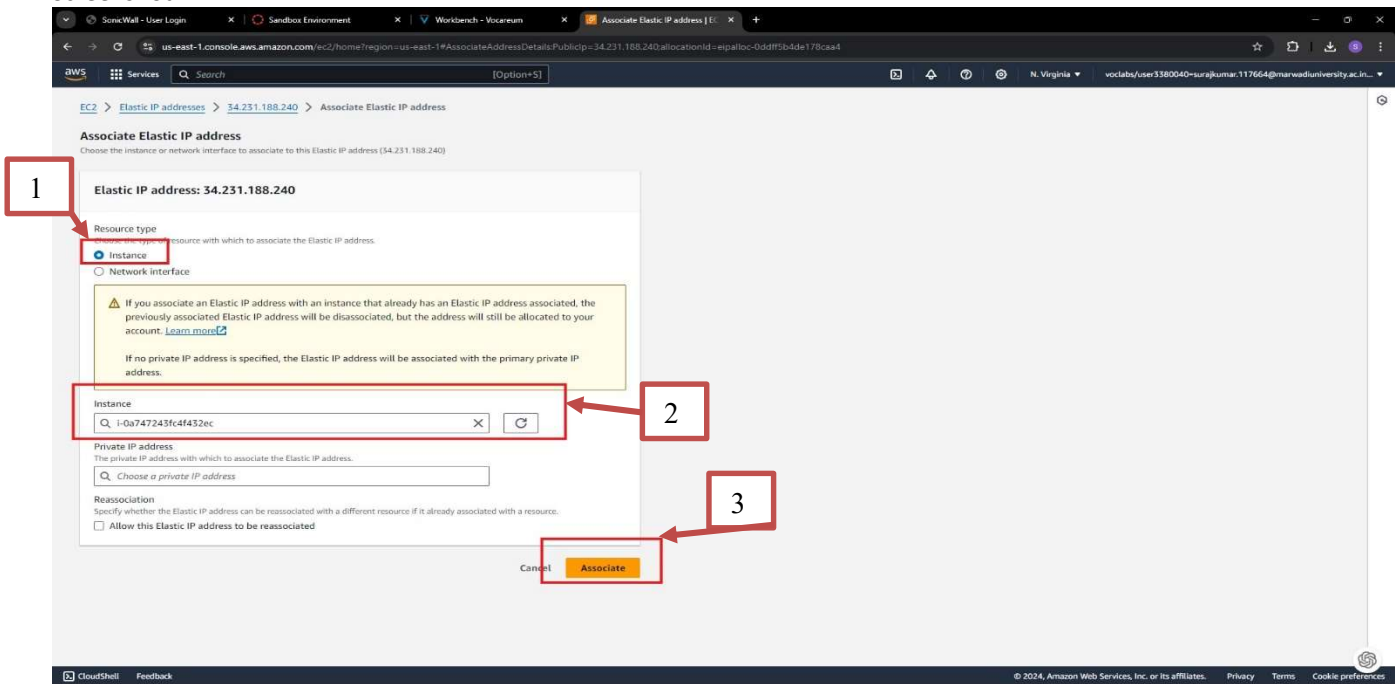 SonicWall - User Login
Sandbox Environment
Workbench - Vocareum
Associate Elastic IP address | EC
us-east-1.console.aws.amazon.com/ec2/home?region=us-east-1#AssociateAddressDetails:PublicIp=34.231.188.240;allocationId=eipalloc-0ddff5b4de178caa4
aws
Services
Search
[Option+S]
N. Virginia
voclabs/user3380040=surajkumar.117664@marwadiuniversity.ac.in...
EC2 > Elastic IP addresses > 34.231.188.240 > Associate Elastic IP address
Associate Elastic IP address
Choose the instance or network interface to associate to this Elastic IP address (34.231.188.240)
1
Elastic IP address: 34.231.188.240
Resource type
Choose the type of resource with which to associate the Elastic IP address.
Instance
Network interface
If you associate an Elastic IP address with an instance that already has an Elastic IP address associated, the
previously associated Elastic IP address will be disassociated, but the address will still be allocated to your
account. Learn more
If no private IP address is specified, the Elastic IP address will be associated with the primary private IP
address.
Instance
i-0a747243fc4f432ec
2
Private IP address
The private IP address with which to associate the Elastic IP address.
Choose a private IP address
Reassociation
Specify whether the Elastic IP address can be reassociated with a different resource if it already associated with a resource.
Allow this Elastic IP address to be reassociated
3
Cancel
Associate
CloudShell
Feedback
© 2024, Amazon Web Services, Inc. or its affiliates.
Privacy
Terms
Cookie preferences